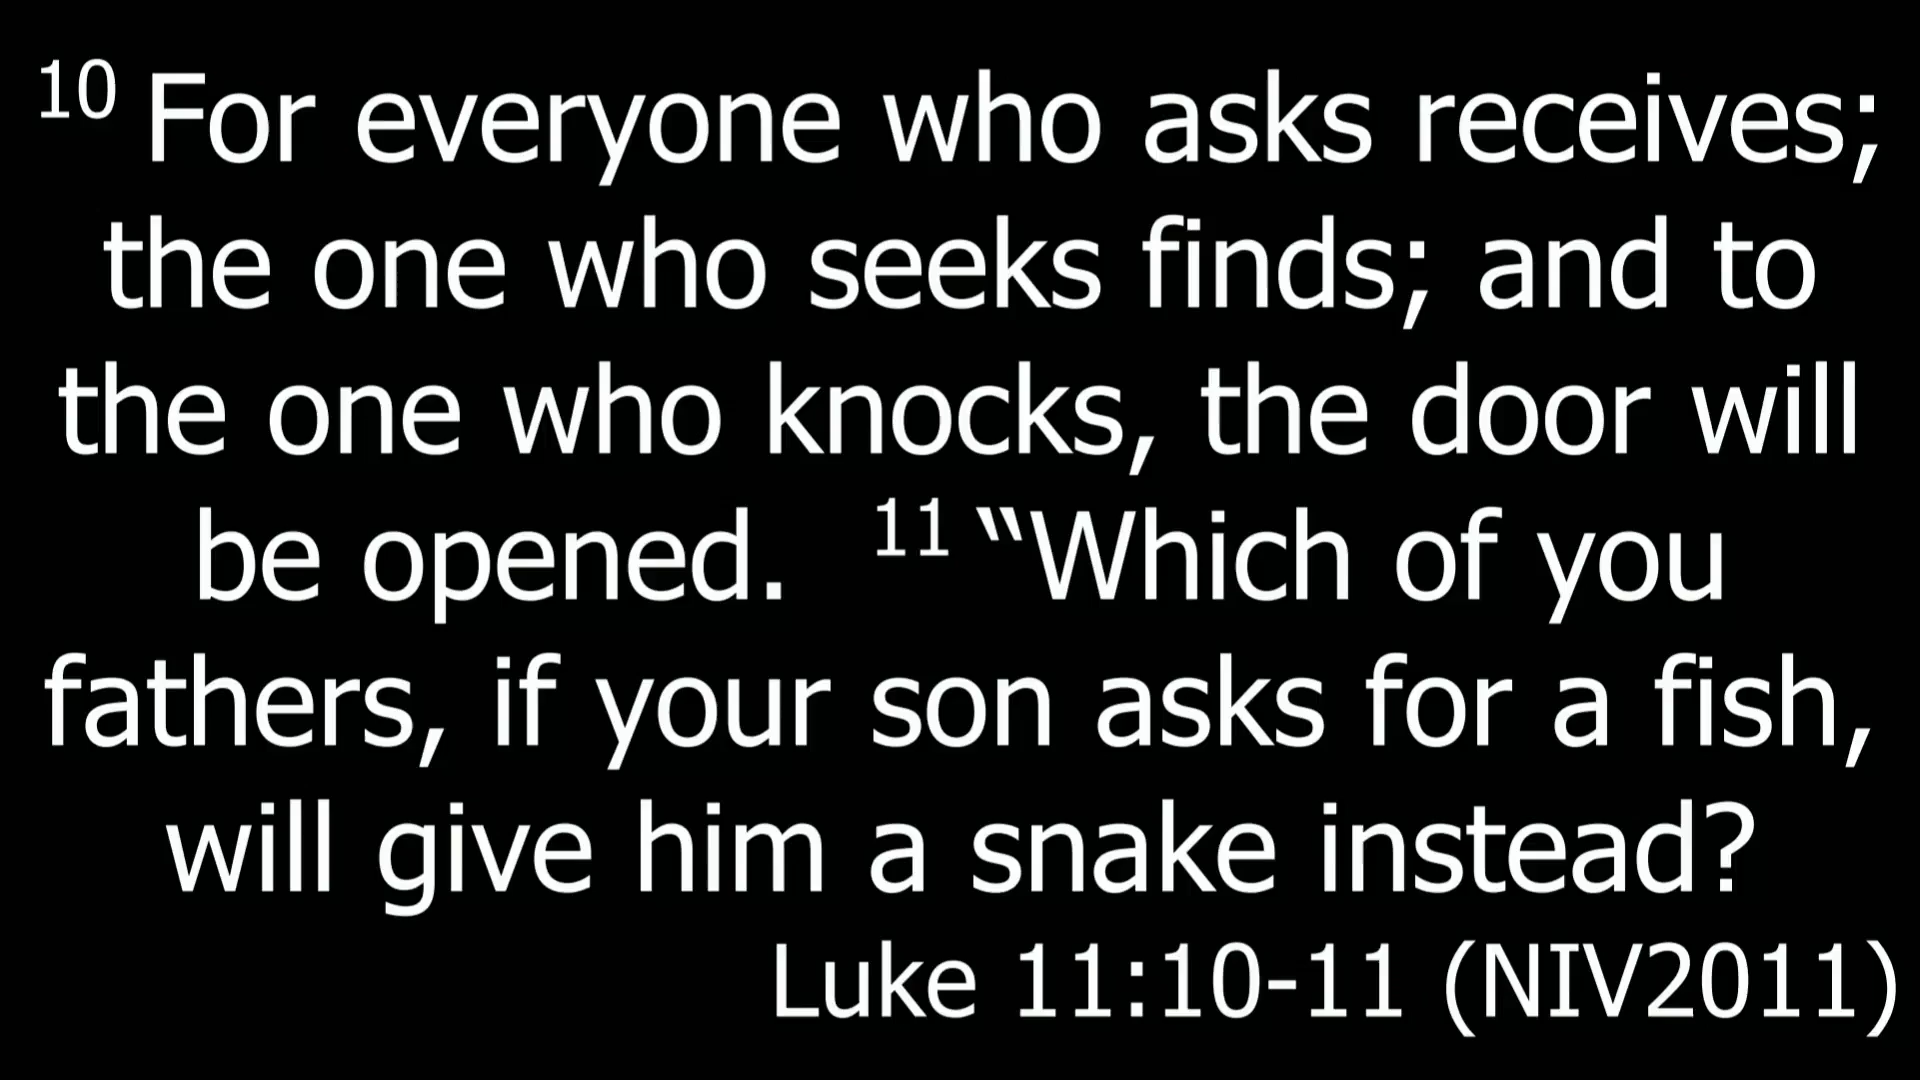 10 For everyone who asks receives;
the one who seeks finds; and to
the one who knocks, the door will
be opened.  11 “Which of you
fathers, if your son asks for a fish,
will give him a snake instead?
Luke 11:10-11 (NIV2011)